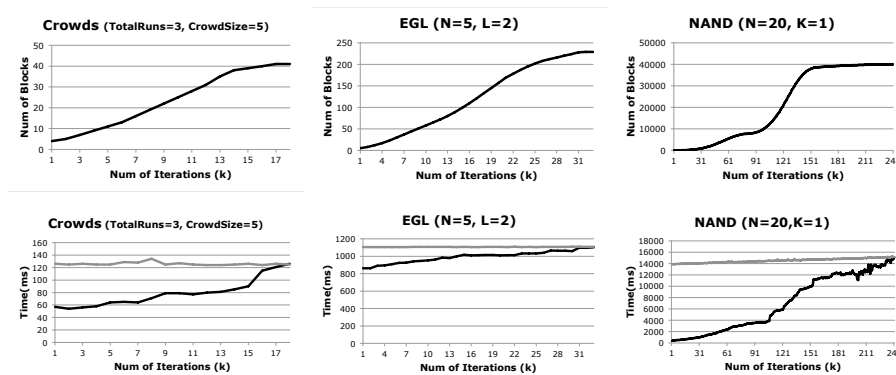 Crowds (TotalRuns=3, CrowdSize=5)
Num of Blocks
50
40
30
20
10
0
1 3 5 7 9 11 13 15 17
Num of Iterations (k)
EGL (N=5, L=2)
Num of Blocks
250
200
150
100
50
0
1 4 7 10 13 16 19 22 25 28 31
Num of Iterations (k)
NAND (N=20, K=1)
Num of Blocks
50000
40000
30000
20000
10000
0
1 31 61 91 121 151 181 211 24
Num of Iterations (k)
Crowds (TotalRuns=3, CrowdSize=5)
Time(ms)
160
140
120
100
80
60
40
20
0
1 3 5 7 9 11 13 15 17
Num of Iterations (k)
EGL (N=5, L=2)
Time(ms)
1200
1000
800
600
400
200
0
1 4 7 10 13 16 19 22 25 28 31
Num of Iterations (k)
NAND (N=20,K=1)
Time(ms)
18000
16000
14000
12000
10000
8000
6000
4000
2000
0
1 31 61 91 121 151 181 211 24
Num of Iterations (k)